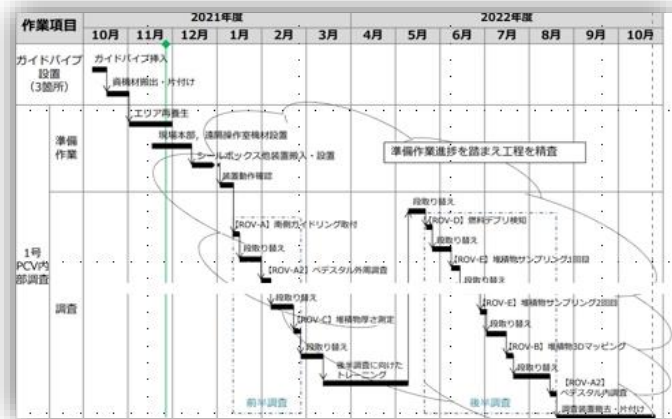 作業項目
2021年度
2022年度
10月 11月 12月 1月 2月 3月 4月 5月 6月 7月 8月 9月 10月
ガイドパイプ
設置
(3箇所)
ガイドパイプ挿入
資機材搬出・片付け
1号
PCV内
部調査
準備
作業
エリア再養生
現場本部，遠隔操作室機材設置
シールボックス他装置搬入・設置
装置動作確認
準備作業進捗を踏まえ工程を精査
調査
【ROV-A】南側ガイドリング取付
段取り替え
【ROV-A2】ペデスタル外周調査
段取り替え
【ROV-C】堆積物厚さ測定
段取り替え
後半調査に向けた
トレーニング
前半調査
段取り替え
【ROV-D】燃料デブリ検知
段取り替え
【ROV-E】堆積物サンプリング1回目
段取り替え
【ROV-E】堆積物サンプリング2回目
段取り替え
【ROV-B】堆積物3Dマッピング
段取り替え
【ROV-A2】
ペデスタル内調査
調査装置撤去・片付け
後半調査